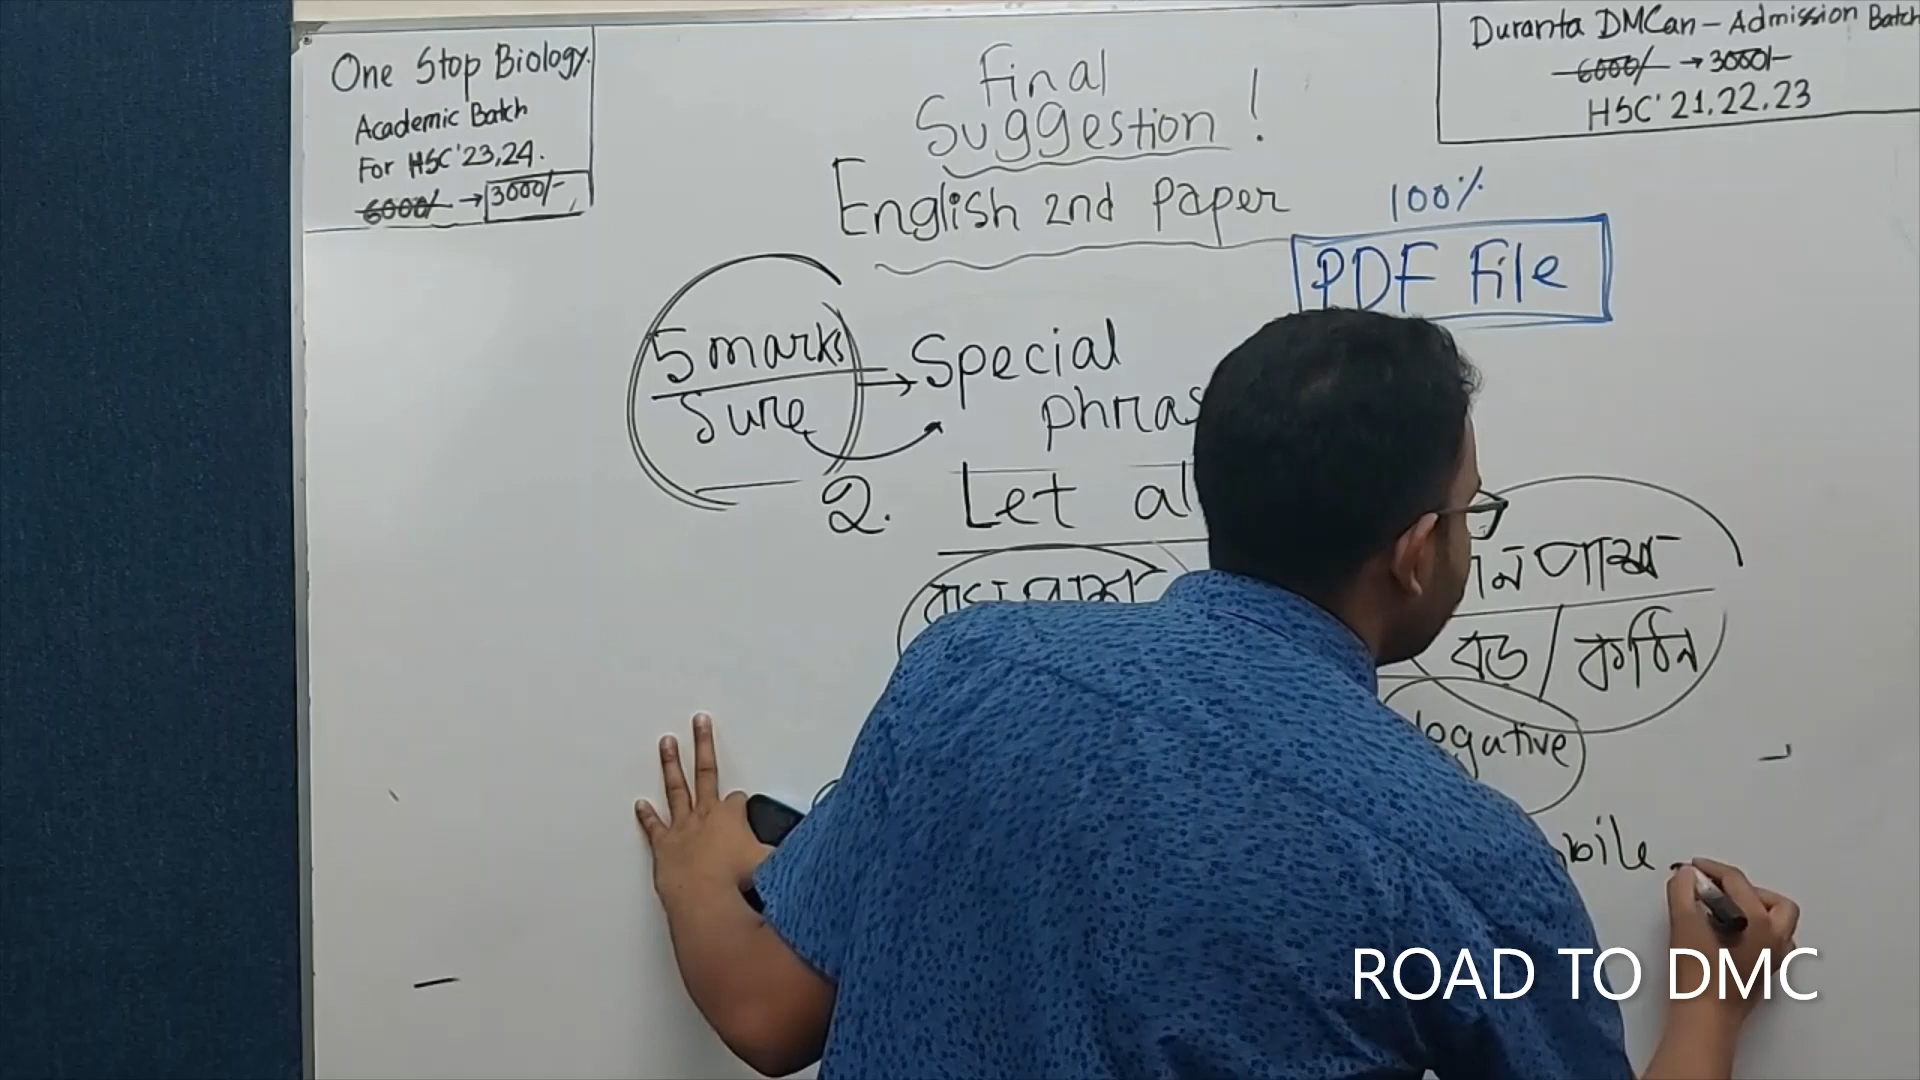 One Stop Biology.
Academic Batch
For HSC'23,24.
6000/- → 3000/-
Duranta DMCan - Admission Batch
6000/- → 3000/-
HSC'21,22,23
Final
Suggestion!
English 2nd Paper
100%
PDF File
5 marks
Sure
→ Special
phras
2. Let al
ন পাশে
বড / কঠিন
egative
bile
ROAD TO DMC